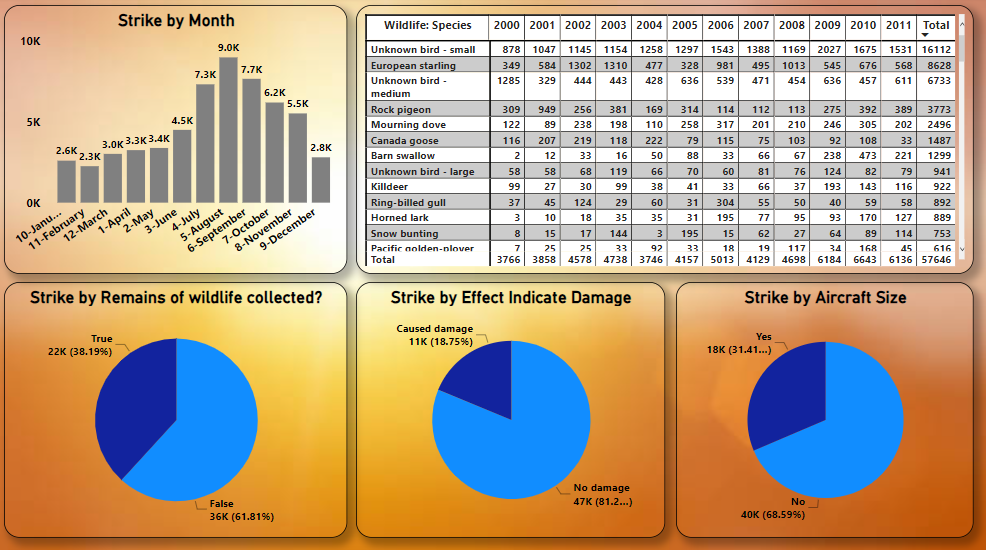 Strike by Month
10K
5K
0K
2.6K
2.3K
3.0K
3.3K
3.4K
4.5K
7.3K
9.0K
7.7K
6.2K
5.5K
2.8K
10-Janu...
11-February
12-March
1-April
2-May
3-June
4-July
5-August
6-September
7-October
8-November
9-December
Wildlife: Species 2000 2001 2002 2003 2004 2005 2006 2007 2008 2009 2010 2011 Total
Unknown bird - small 878 1047 1145 1154 1258 1297 1543 1388 1169 2027 1675 1531 16112
European starling 349 584 1302 1310 477 328 981 495 1013 545 676 568 8628
Unknown bird - 1285 329 444 443 428 636 539 471 454 636 457 611 6733
medium
Rock pigeon 309 949 256 381 169 314 114 112 113 275 392 389 3773
Mourning dove 122 89 238 198 110 258 317 201 210 246 305 202 2496
Canada goose 116 207 219 118 222 79 115 75 103 92 108 33 1487
Barn swallow 2 12 33 16 50 88 33 66 67 238 473 221 1299
Unknown bird - large 58 58 68 119 66 70 60 81 76 124 82 79 941
Killdeer 99 27 30 99 38 41 33 66 37 193 143 116 922
Ring-billed gull 37 45 124 29 60 31 304 55 50 40 59 58 892
Horned lark 3 10 18 35 35 31 195 77 95 93 170 127 889
Snow bunting 8 15 17 144 3 195 15 62 27 64 89 114 753
Pacific golden-plover 7 25 25 33 92 33 18 19 117 34 168 45 616
Total 3766 3858 4578 4738 3746 4157 5013 4129 4698 6184 6643 6136 57646
Strike by Remains of wildlife collected?
True
22K (38.19%)
False
36K (61.81%)
Strike by Effect Indicate Damage
Caused damage
11K (18.75%)
No damage
47K (81.2...)
Strike by Aircraft Size
Yes
18K (31.41...)
No
40K (68.59%)